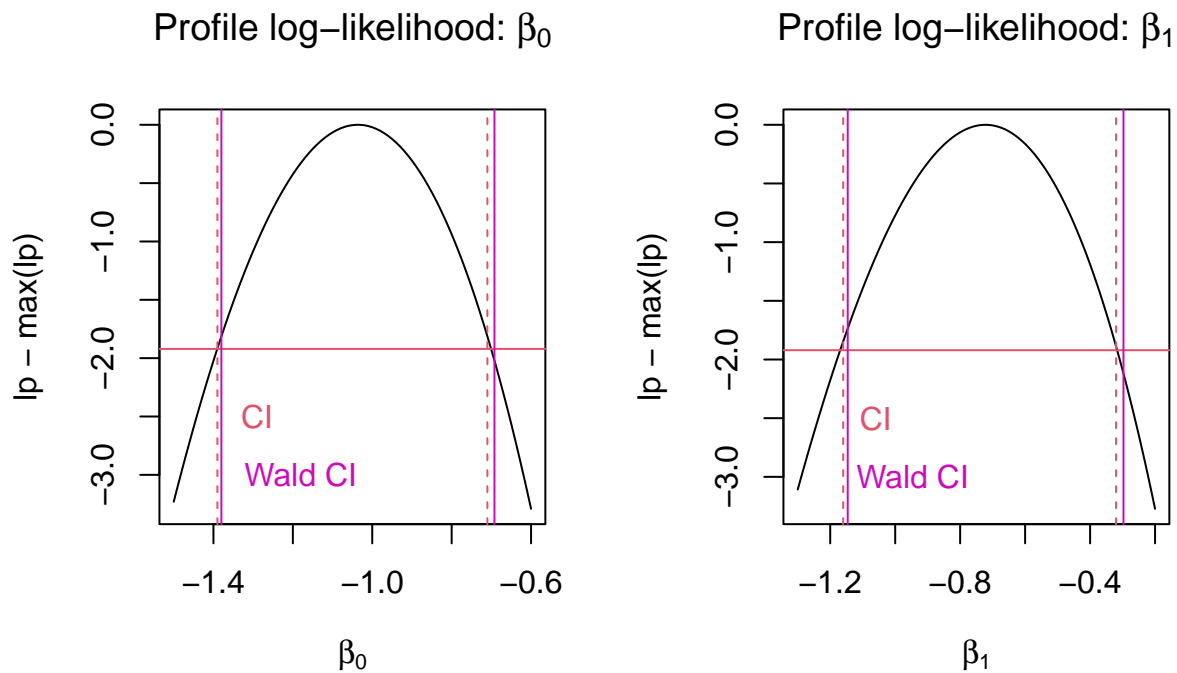 Profile log−likelihood: β0
lp − max(lp)
0.0
−1.0
−2.0
−3.0
CI
Wald CI
−1.4
−1.0
−0.6
β0
Profile log−likelihood: β1
lp − max(lp)
0.0
−1.0
−2.0
−3.0
CI
Wald CI
−1.2
−0.8
−0.4
β1